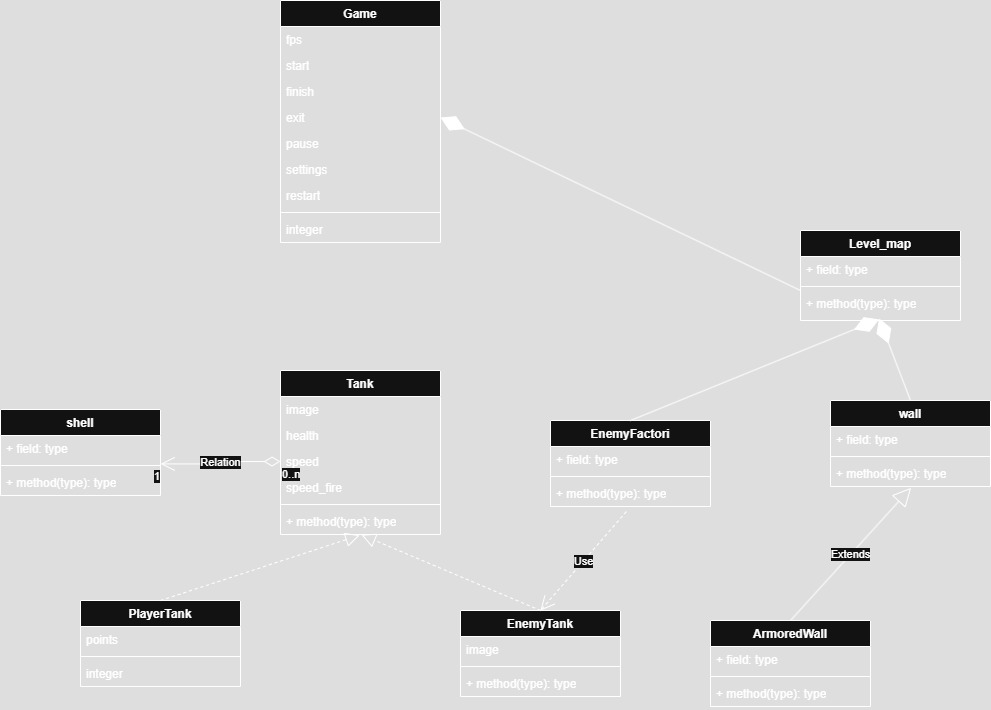 Game
fps
start
finish
exit
pause
settings
restart
integer
Level_map
+ field: type
+ method(type): type
Tank
image
health
speed
speed_fire
+ method(type): type
shell
+ field: type
+ method(type): type
1
Relation
0..n
EnemyFactori
+ field: type
+ method(type): type
wall
+ field: type
+ method(type): type
Use
Extends
PlayerTank
points
integer
EnemyTank
image
+ method(type): type
ArmoredWall
+ field: type
+ method(type): type